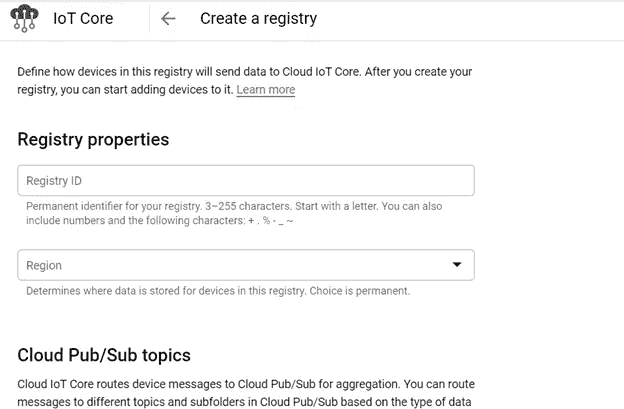 IoT Core
Create a registry
Define how devices in this registry will send data to Cloud IoT Core. After you create your
registry, you can start adding devices to it. Learn more
Registry properties
Registry ID
Permanent identifier for your registry. 3–255 characters. Start with a letter. You can also
include numbers and the following characters: + . % - _ ~
Region
Determines where data is stored for devices in this registry. Choice is permanent.
Cloud Pub/Sub topics
Cloud IoT Core routes device messages to Cloud Pub/Sub for aggregation. You can route
messages to different topics and subfolders in Cloud Pub/Sub based on the type of data